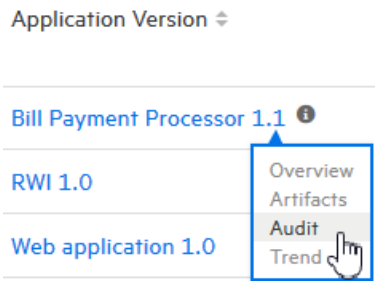 Application Version
Bill Payment Processor 1.1
Overview
Artifacts
Audit
Trend
RWI 1.0
Web application 1.0